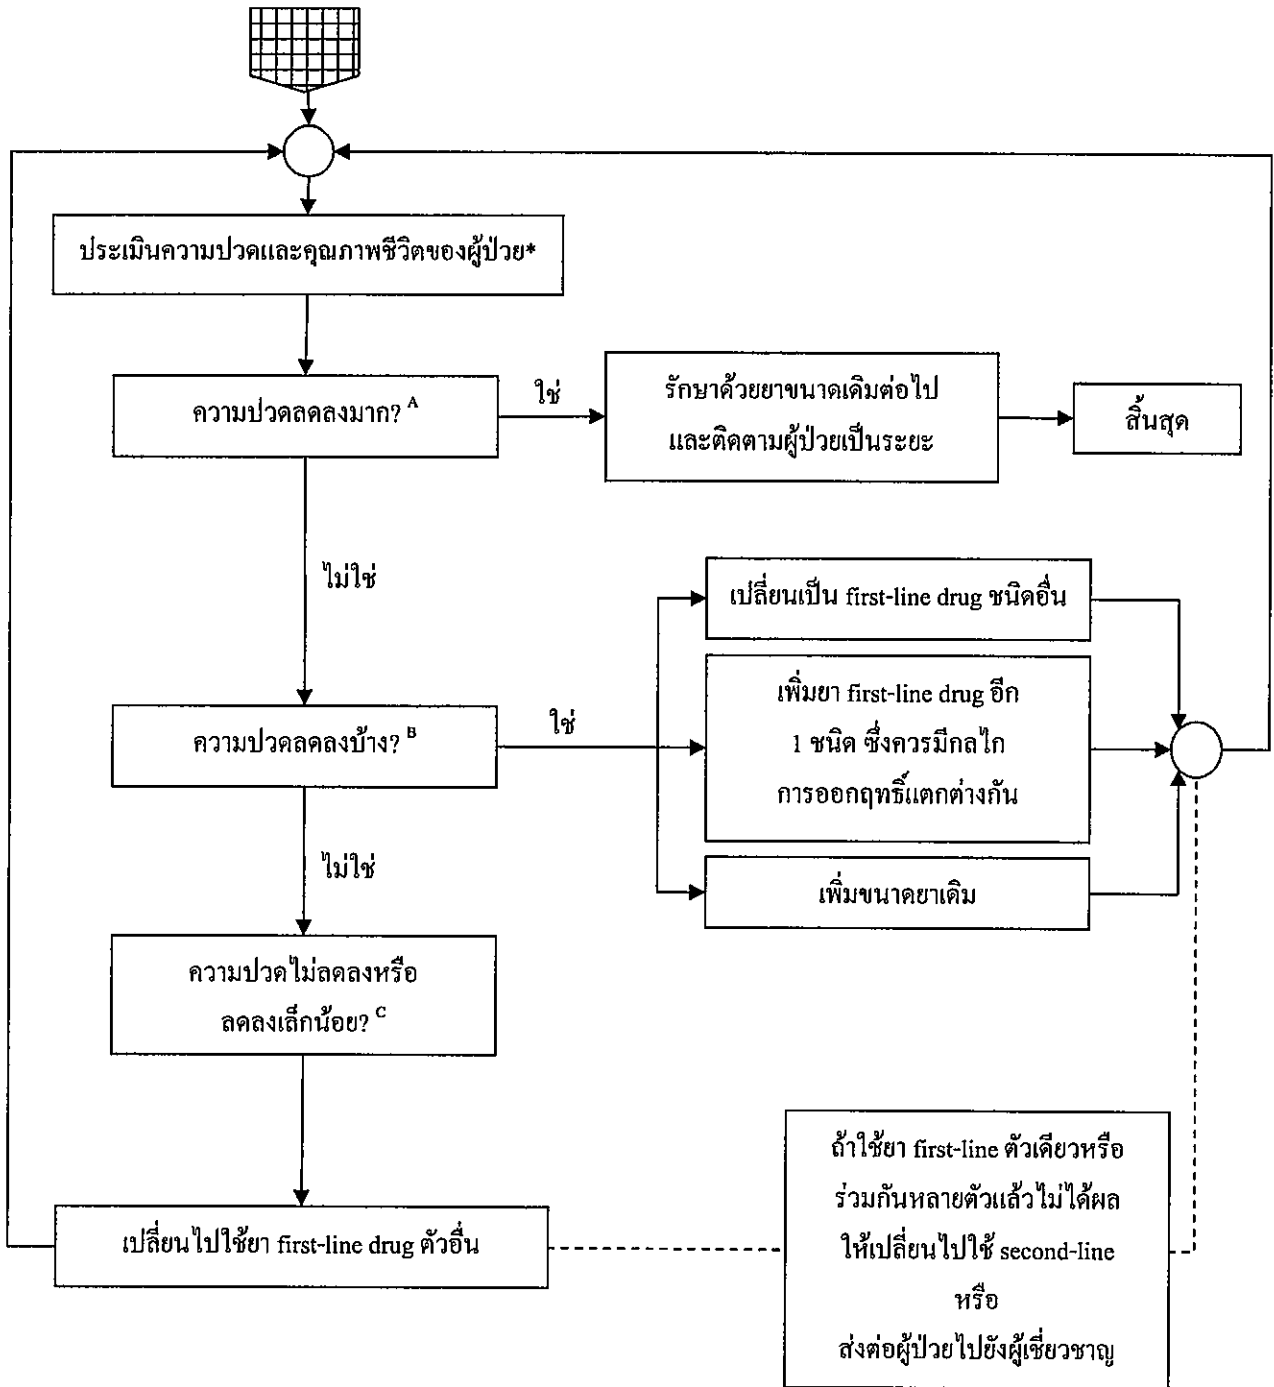 ประเมินความปวดและคุณภาพชีวิตของผู้ป่วย*
ความปวดลดลงมาก? A
ใช่
รักษาด้วยยาขนาดเดิมต่อไป
และติดตามผู้ป่วยเป็นระยะ
สิ้นสุด
ไม่ใช่
ความปวดลดลงบ้าง? B
ใช่
เปลี่ยนเป็น first-line drug ชนิดอื่น
เพิ่มยา first-line drug อีก
1 ชนิด ซึ่งควรมีกลไก
การออกฤทธิ์แตกต่างกัน
เพิ่มขนาดยาเดิม
ไม่ใช่
ความปวดไม่ลดลงหรือ
ลดลงเล็กน้อย? C
เปลี่ยนไปใช้ยา first-line drug ตัวอื่น
ถ้าใช้ยา first-line ตัวเดียวหรือ
ร่วมกันหลายตัวแล้วไม่ได้ผล
ให้เปลี่ยนไปใช้ second-line
หรือ
ส่งต่อผู้ป่วยไปยังผู้เชี่ยวชาญ